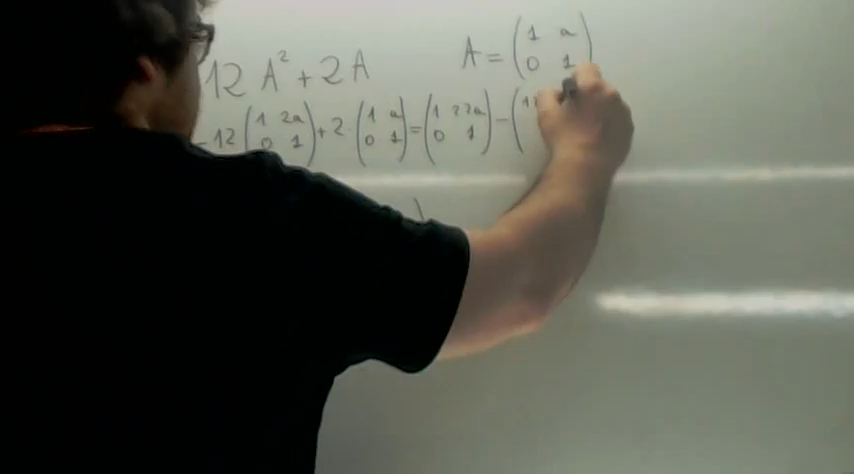 12 A² + 2A A = (1 a 0 1)
- 12 (1 2a 0 1) + 2 · (1 a 0 1) = (1 22a 0 1) - (